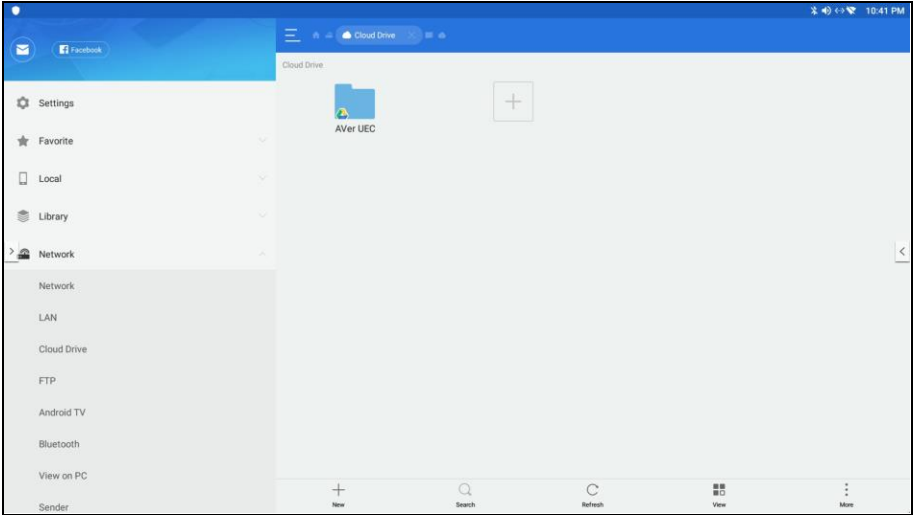 10:41 PM
Facebook
Cloud Drive
Cloud Drive
AVer UEC
Settings
Favorite
Local
Library
Network
Network
LAN
Cloud Drive
FTP
Android TV
Bluetooth
View on PC
Sender
New
Search
Refresh
View
More